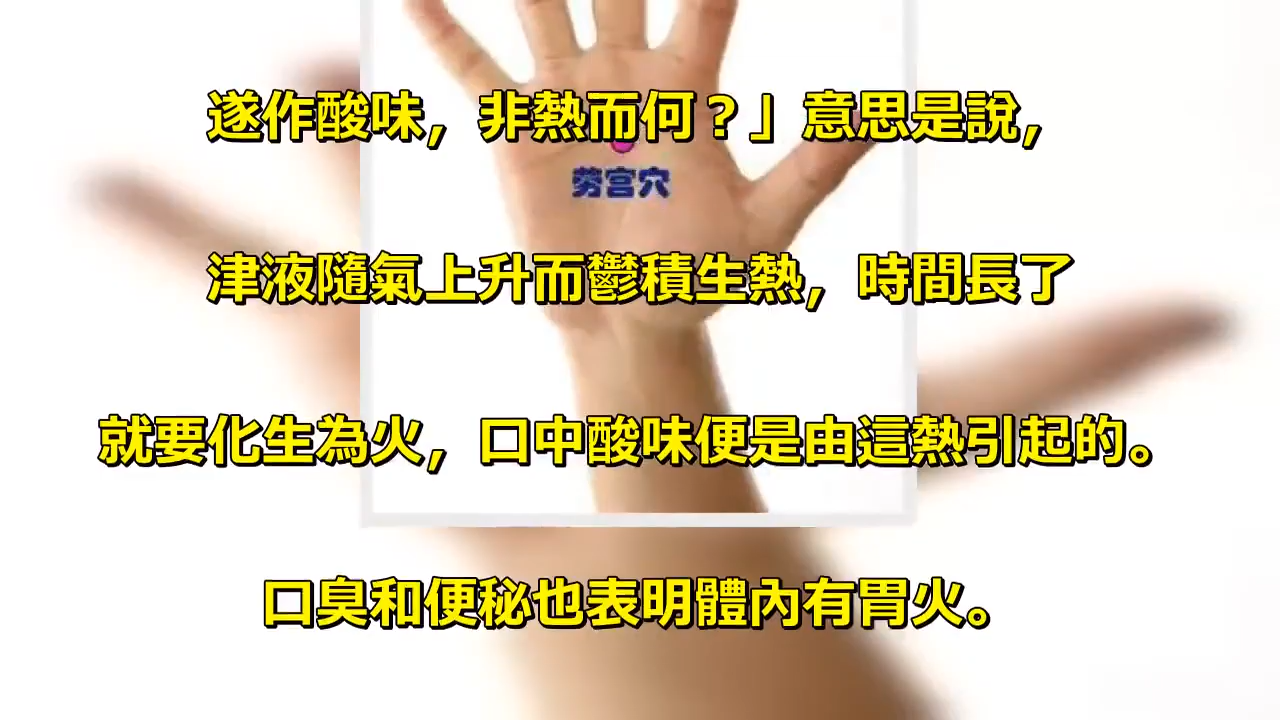 遂作酸味，非熱而何？」意思是說，
劳宫穴
津液隨氣上升而鬱積生熱，時間長了
就要化生為火，口中酸味便是由這熱引起的。
口臭和便秘也表明體內有胃火。